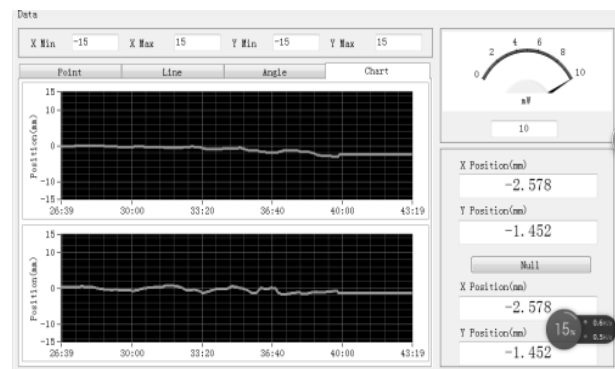 Data
X Min -15 X Max 15 Y Min -15 Y Max 15
Point Line Angle Chart
15
10
0
-10
-15
Position(mm)
26:39 30:00 33:20 36:40 40:00 43:19
15
10
0
-10
-15
Position(mm)
26:39 30:00 33:20 36:40 40:00 43:19
0 2 4 6 8 10
mW
10
X Position(mm)
-2.578
Y Position(mm)
-1.452
Null
X Position(mm)
-2.578
Y Position(mm)
-1.452
15%